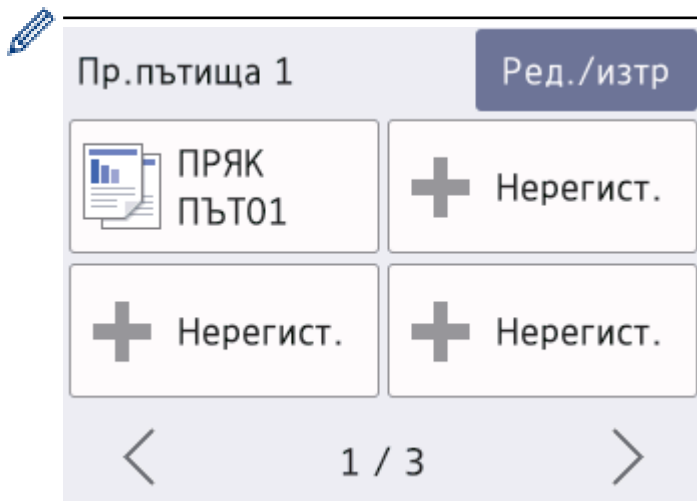 Пр.пътища 1
Ред./изтр
ПРЯК
ПЪТ01
Нерегист.
Нерегист.
Нерегист.
1 / 3